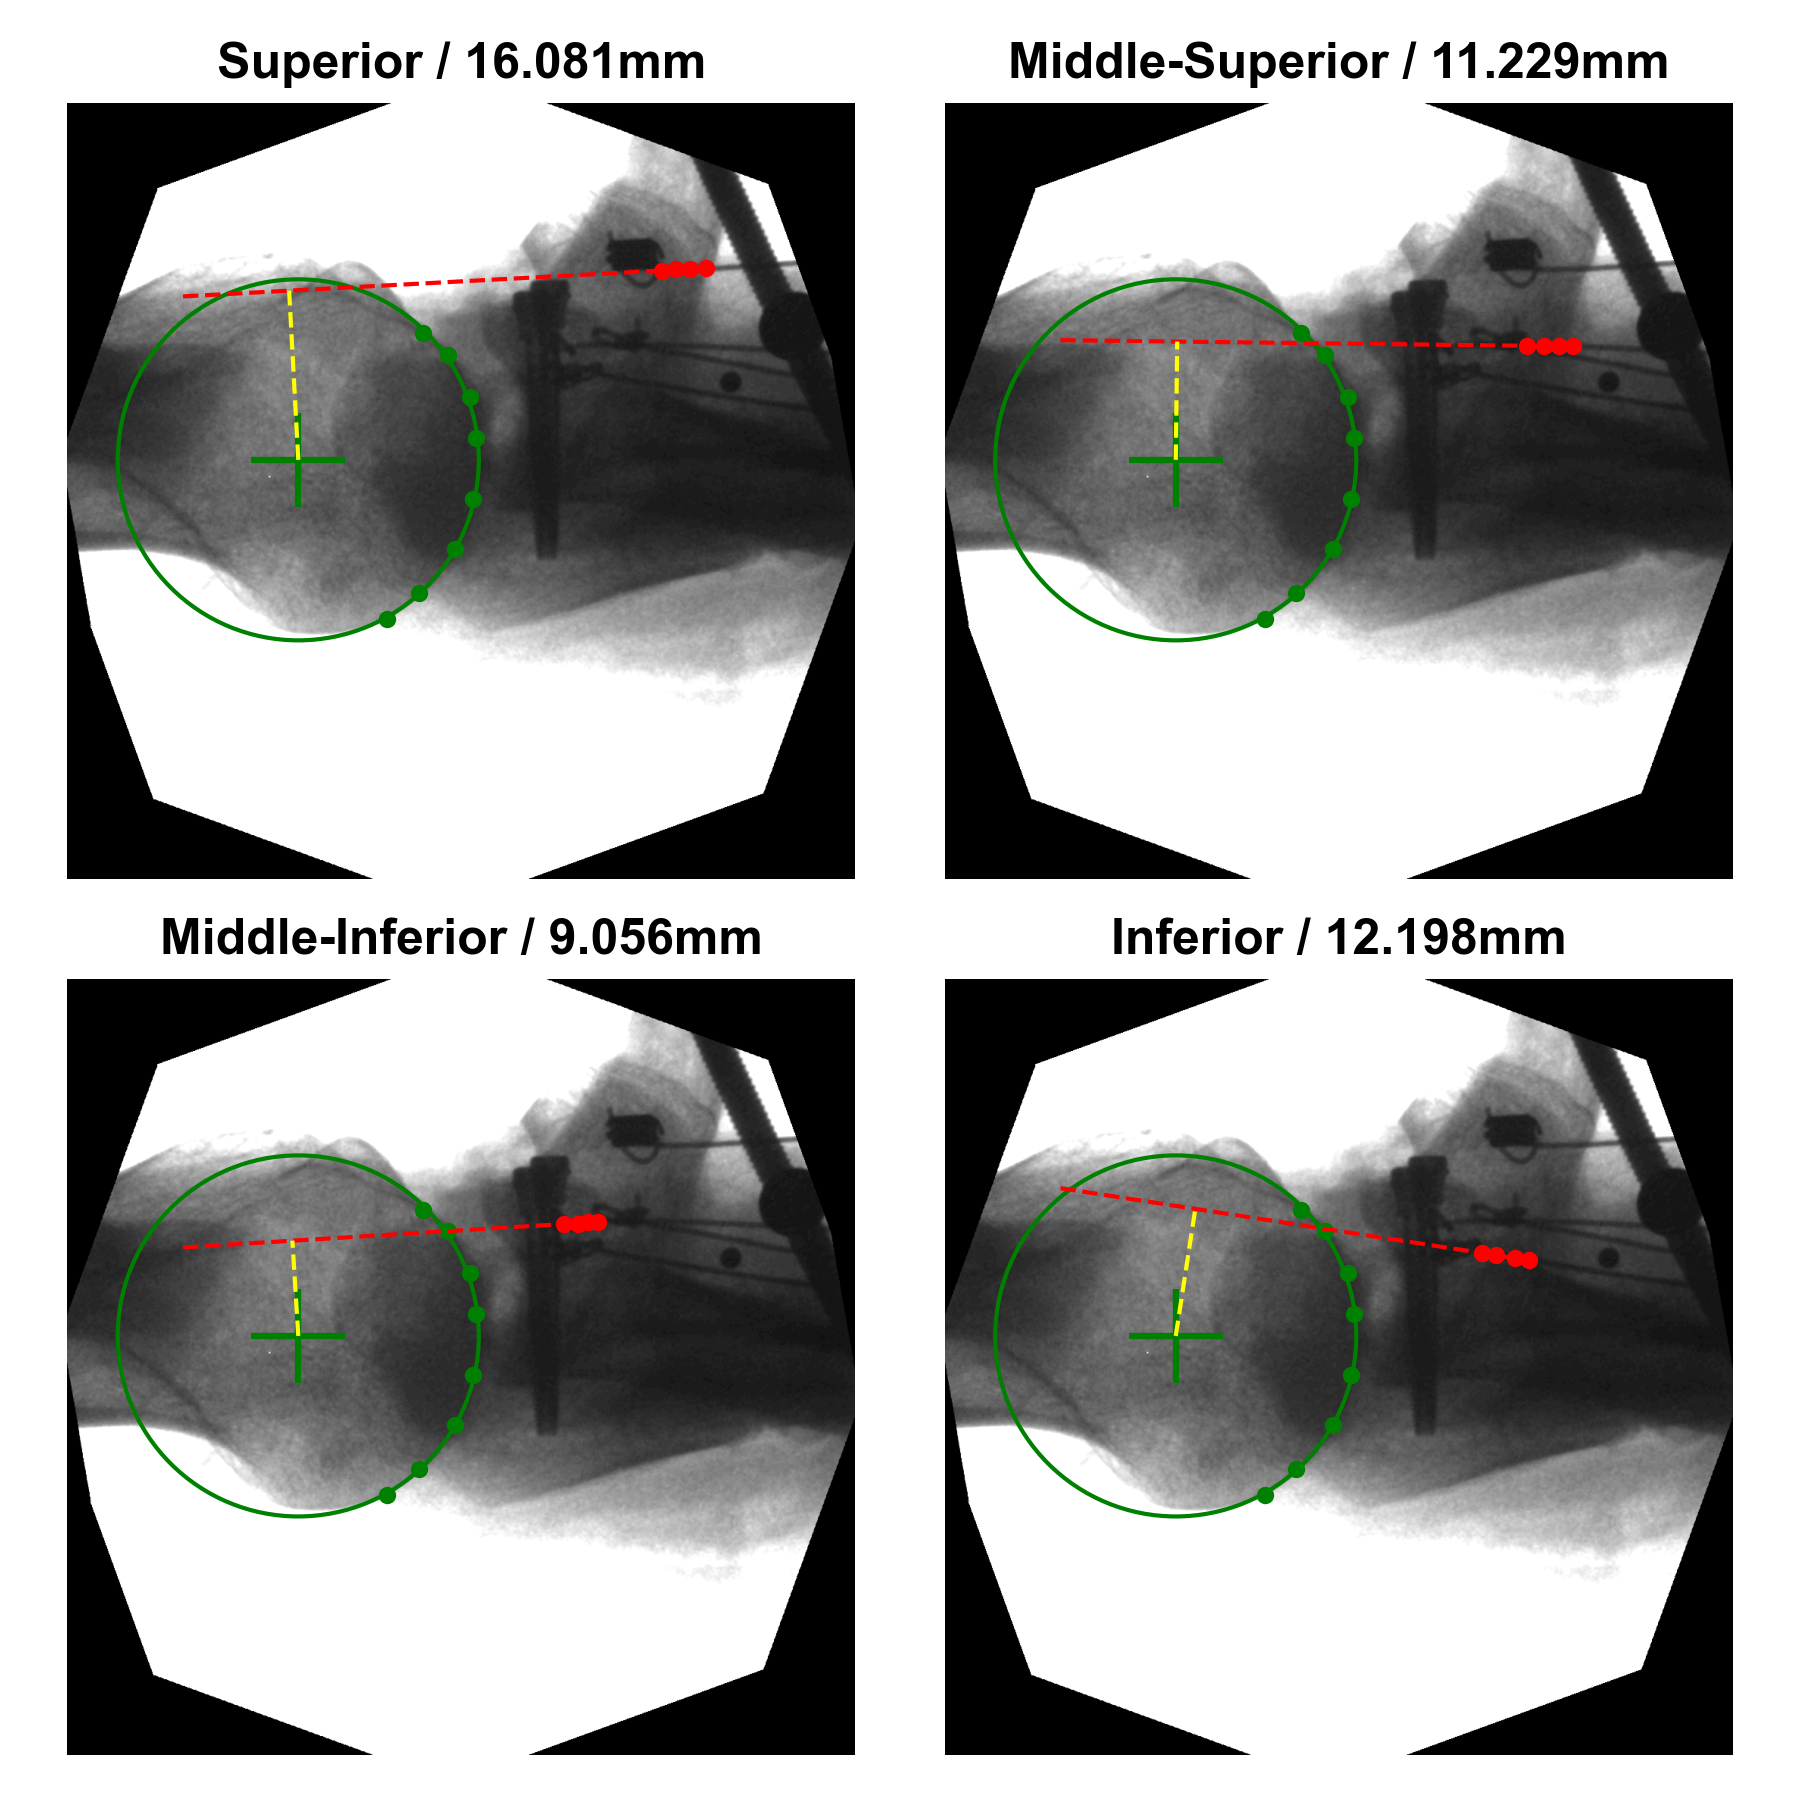 Superior / 16.081mm
Middle-Superior / 11.229mm
Middle-Inferior / 9.056mm
Inferior / 12.198mm